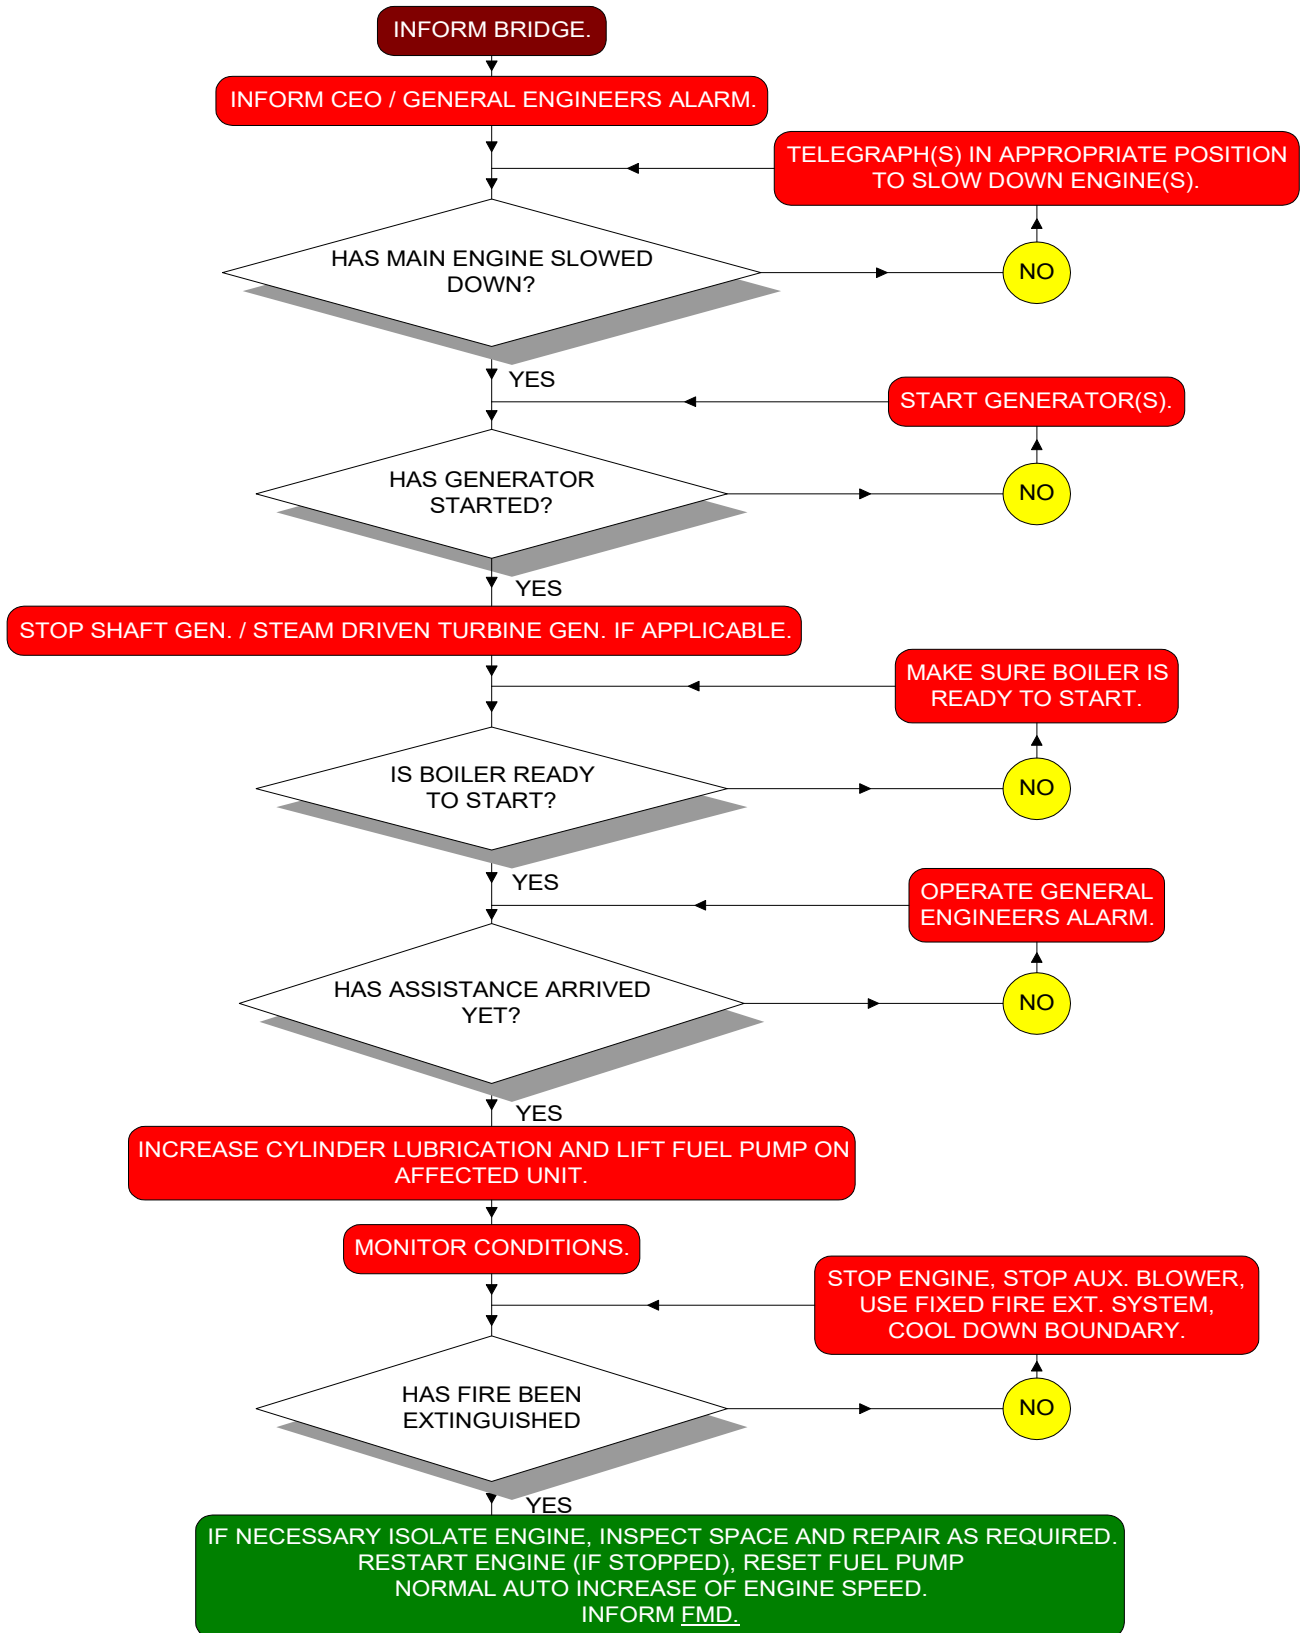 INFORM BRIDGE.
INFORM CEO / GENERAL ENGINEERS ALARM.
TELEGRAPH(S) IN APPROPRIATE POSITION
TO SLOW DOWN ENGINE(S).
HAS MAIN ENGINE SLOWED
DOWN?
NO
YES
START GENERATOR(S).
HAS GENERATOR
STARTED?
NO
YES
STOP SHAFT GEN. / STEAM DRIVEN TURBINE GEN. IF APPLICABLE.
MAKE SURE BOILER IS
READY TO START.
IS BOILER READY
TO START?
NO
YES
OPERATE GENERAL
ENGINEERS ALARM.
HAS ASSISTANCE ARRIVED
YET?
NO
YES
INCREASE CYLINDER LUBRICATION AND LIFT FUEL PUMP ON
AFFECTED UNIT.
MONITOR CONDITIONS.
STOP ENGINE, STOP AUX. BLOWER,
USE FIXED FIRE EXT. SYSTEM,
COOL DOWN BOUNDARY.
HAS FIRE BEEN
EXTINGUISHED
NO
YES
IF NECESSARY ISOLATE ENGINE, INSPECT SPACE AND REPAIR AS REQUIRED.
RESTART ENGINE (IF STOPPED), RESET FUEL PUMP
NORMAL AUTO INCREASE OF ENGINE SPEED.
INFORM FMD.